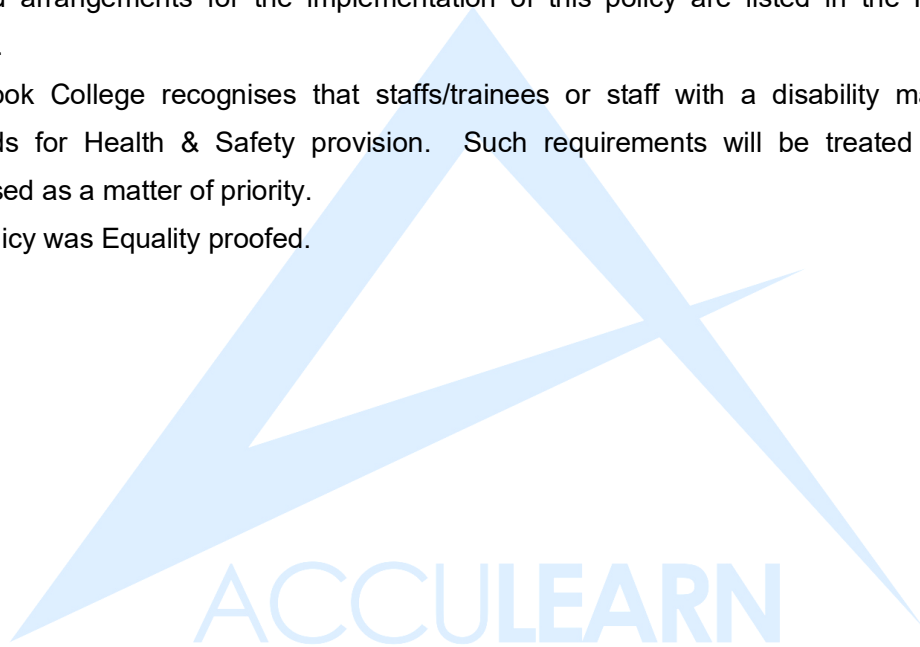 arrangements for the implementation of this policy are listed in the
ook College recognises that staffs/trainees or staff with a disability
ds for Health & Safety provision. Such requirements will be treated
sed as a matter of priority.
icy was Equality proofed.
ACCULEARN